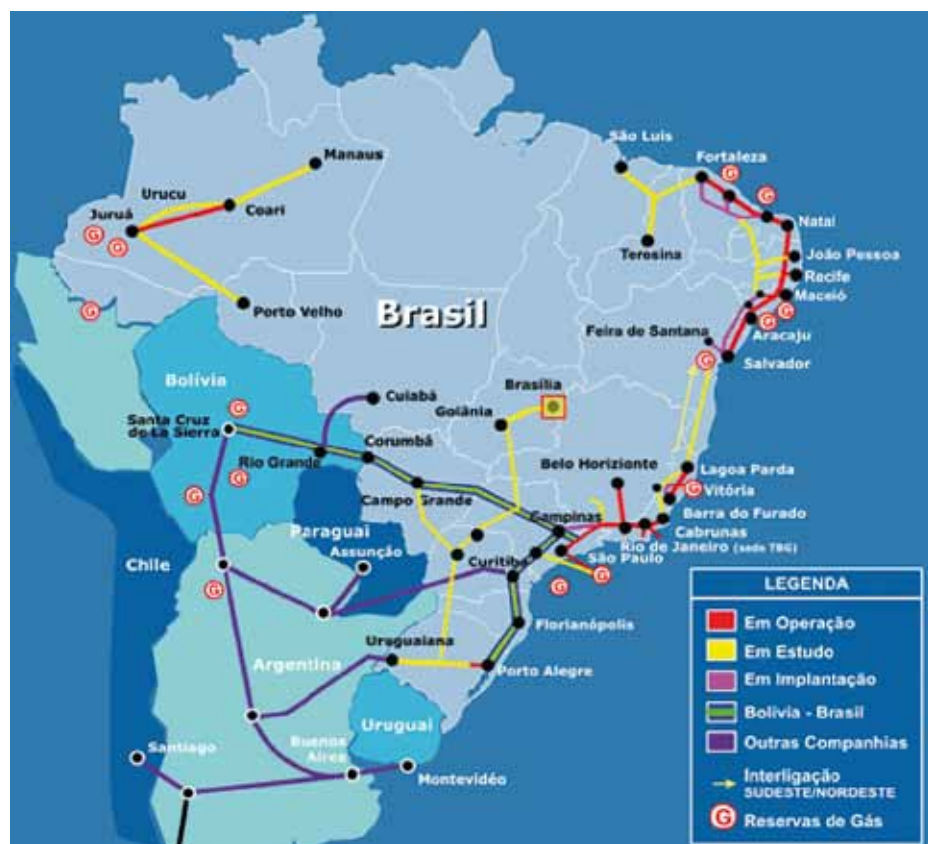 São Luis
Fortaleza
Manaus
Urucu
Coari
Juruá
G
G
G
G
Natal
Teresina
João Pessoa
Recife
G
Porto Velho
Brasil
Maceió
G
G
Feira de Santana
Aracaju
G
Salvador
Bolívia
Brasília
Cuiabá
Goiânia
G
Santa Cruz
de La Sierra
Corumbá
Rio Grande
Belo Horizionte
Lagoa Parda
G
G
G
Vitória
Campo Grande
Barra do Furado
Paraguai
Campinas
Cabrunas
Rio de Janeiro (sede TBG)
Assunção
São Paulo
Chile
Curitiba
G
G
G
LEGENDA
Em Operação
Florianópolis
Uruguaiana
Em Estudo
Argentina
Porto Alegre
Em Implantação
Uruguai
Bolívia - Brasil
Santiago
Buenos
Aires
Outras Companhias
Montevidéo
Interligação
SUDESTE/NORDESTE
G Reservas de Gás